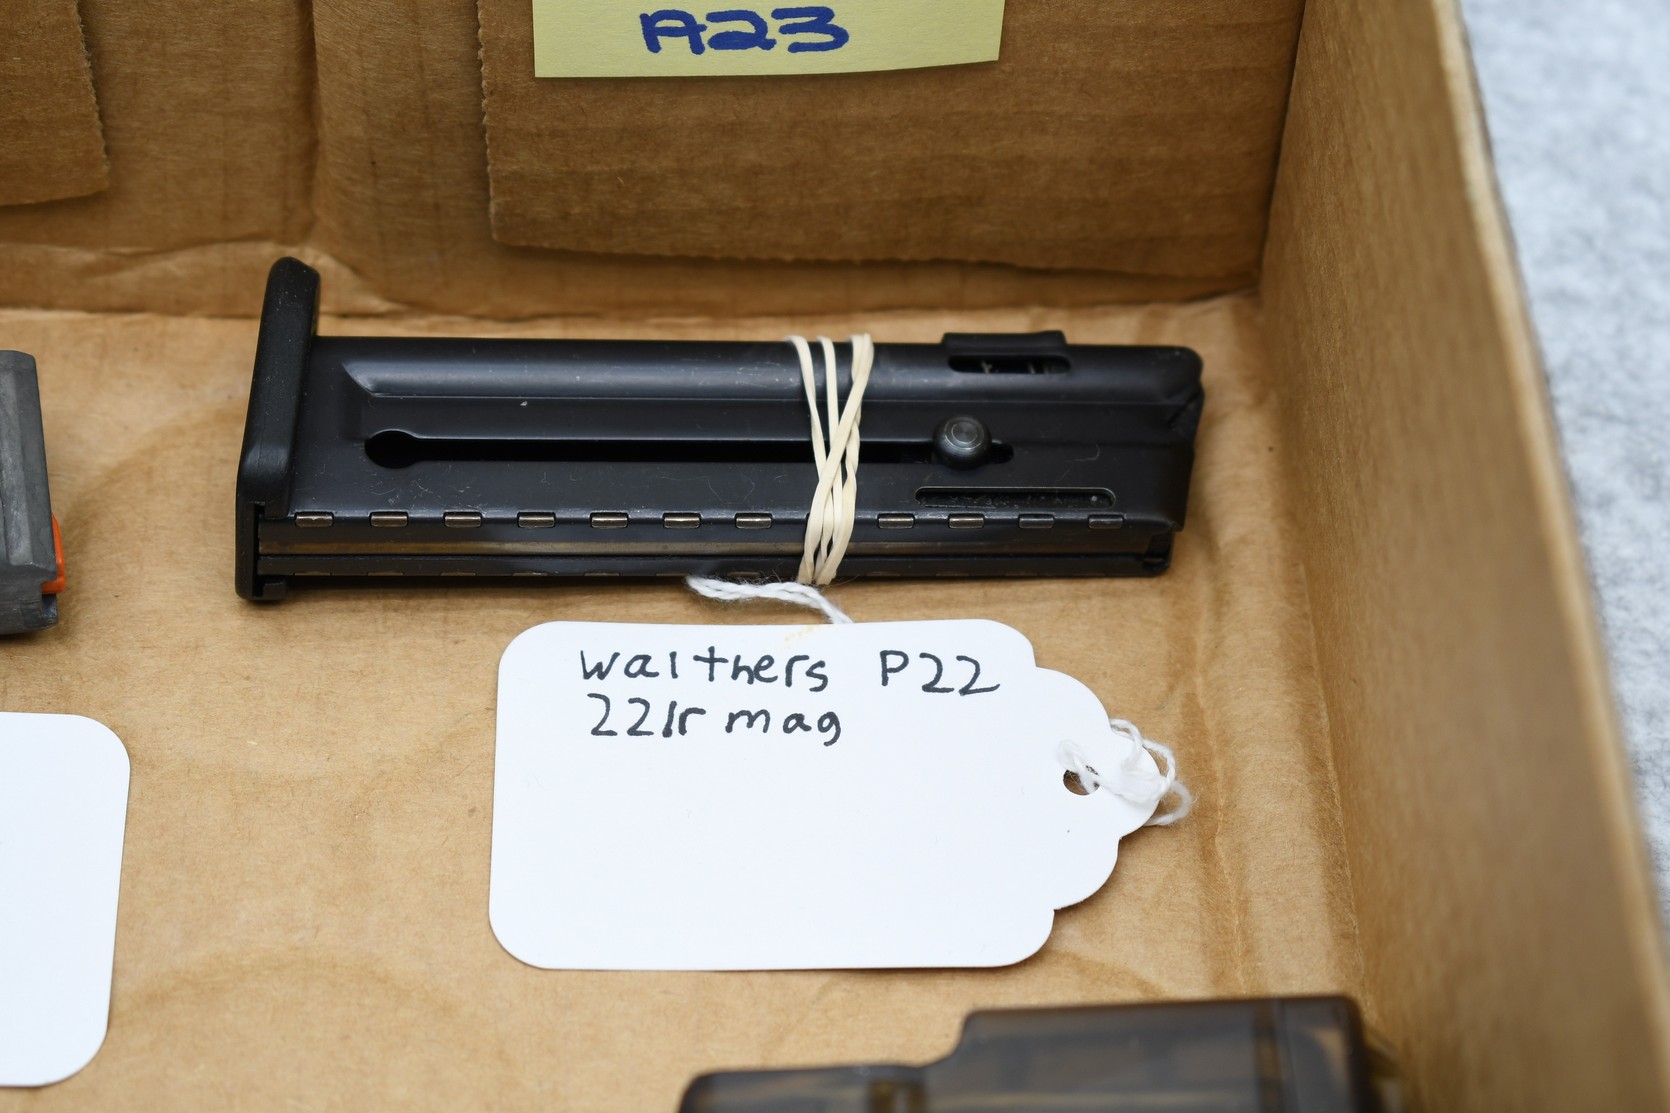 A23
walthers P22
22lr mag